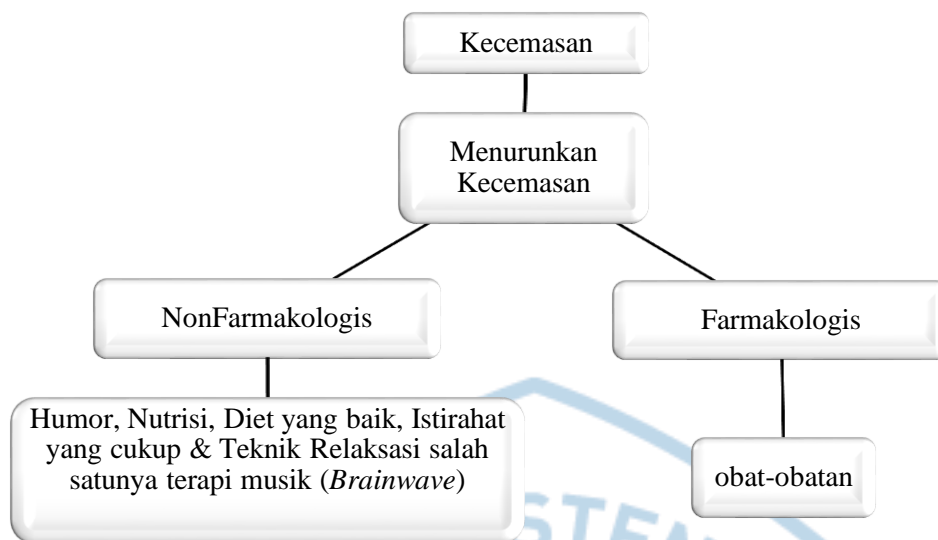 Kecemasan
Menurunkan
Kecemasan
NonFarmakologis
Farmakologis
Humor, Nutrisi, Diet yang baik, Istirahat
yang cukup & Teknik Relaksasi salah
satunya terapi musik (Brainwave)
obat-obatan